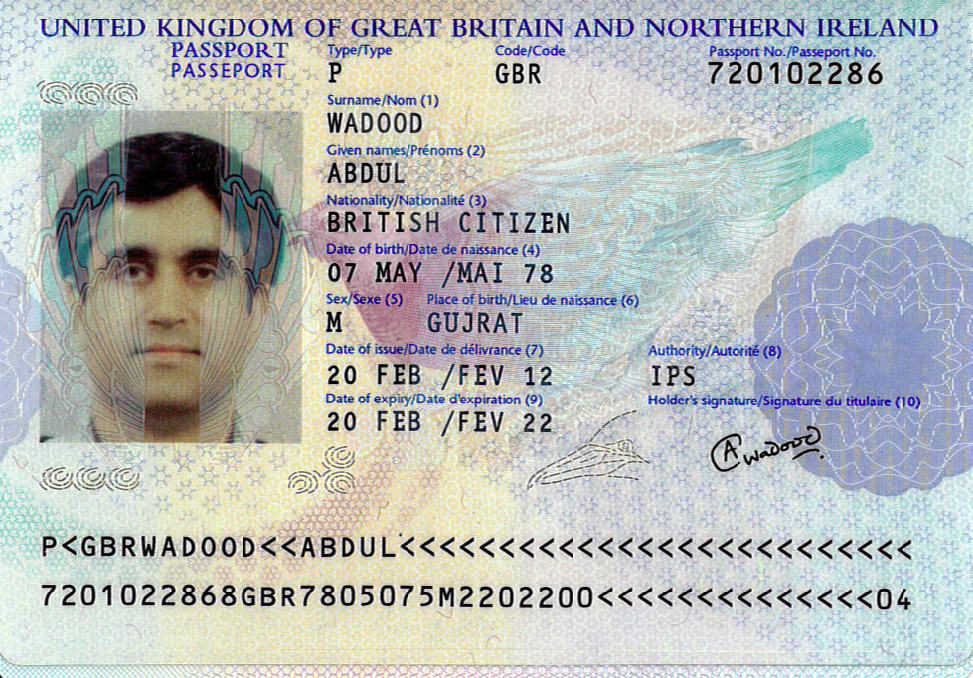 UNITED KINGDOM OF GREAT BRITAIN AND NORTHERN IRELAND
PASSPORT
PASSEPORT
Type/Type
P
Code/Code
GBR
Passport No./Passeport No.
720102286
Surname/Nom (1)
WADOOD
Given names/Prénoms (2)
ABDUL
Nationality/Nationalité (3)
BRITISH CITIZEN
Date of birth/Date de naissance (4)
07 MAY /MAI 78
Sex/Sexe (5) Place of birth/Lieu de naissance (6)
M GUJRAT
Date of issue/Date de délivrance (7) Authority/Autorité (8)
20 FEB /FEV 12 IPS
Date of expiry/Date d'expiration (9) Holder's signature/Signature du titulaire (10)
20 FEB /FEV 22
A Wadood
P<GBRWADOOD<<ABDUL<<<<<<<<<<<<<<<<<<<<<<<<<<
7201022868GBR7805075M2202200<<<<<<<<<<<<<<04